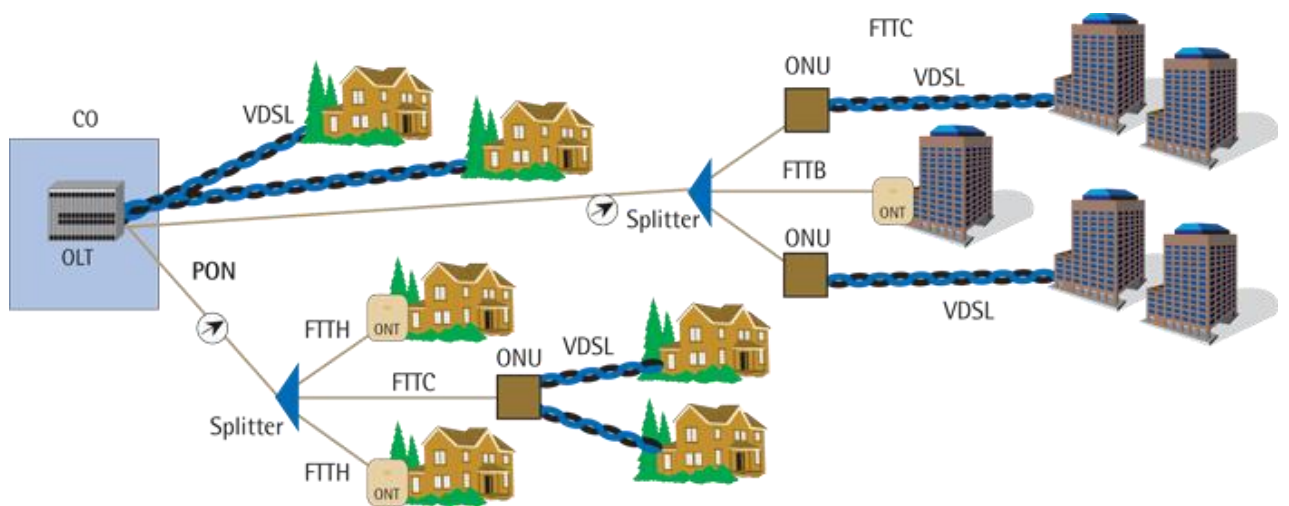 FTTC
ONU
VDSL
VDSL
CO
FTTB
ONT
Splitter
ONU
OLT
PON
VDSL
FTTH
ONT
ONU
VDSL
FTTC
Splitter
FTTH
ONT